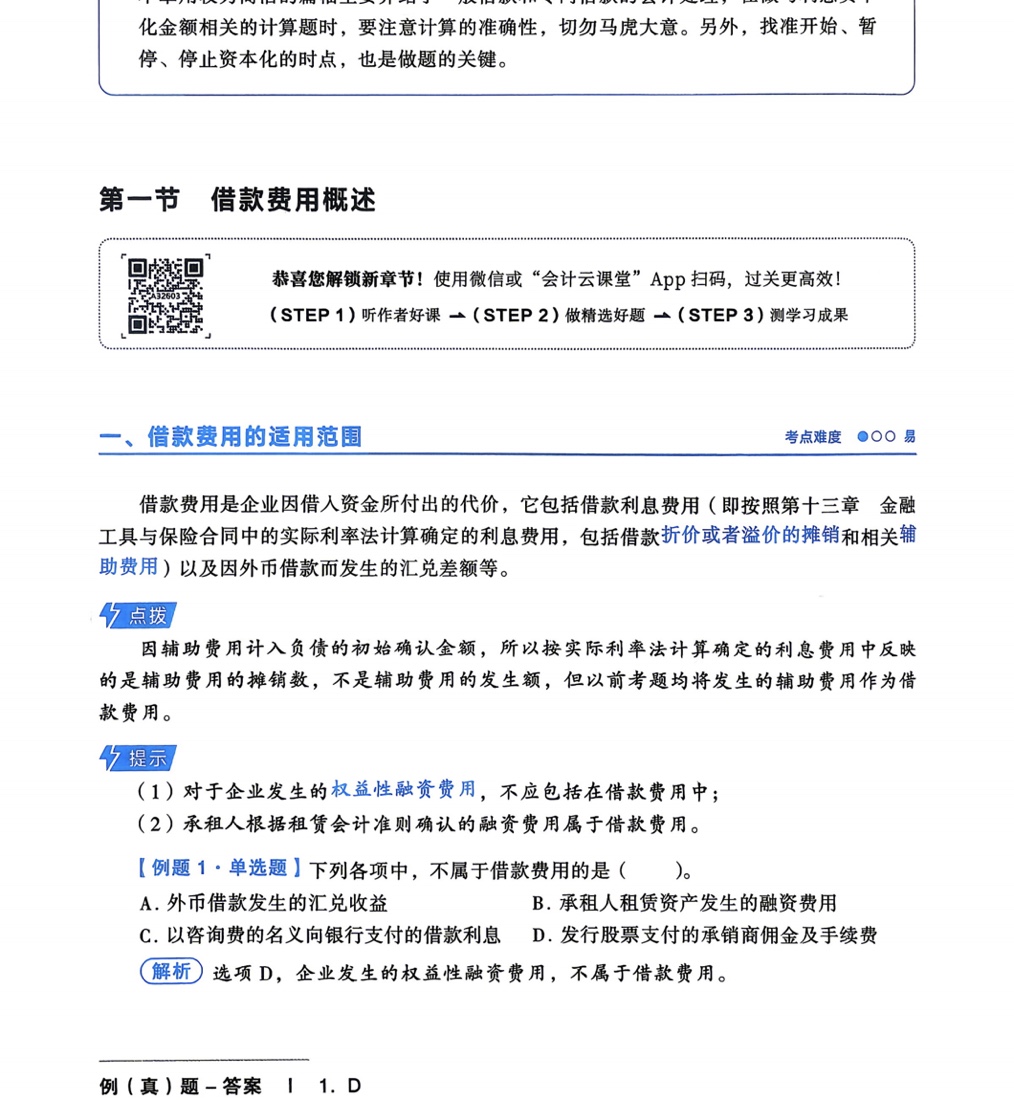 化金额相关的计算题时，要注意计算的准确性，切勿马虎大意。另外，找准开始、暂
停、停止资本化的时点，也是做题的关键。
第一节 借款费用概述
A32603
恭喜您解锁新章节！使用微信或“会计云课堂”App 扫码，过关更高效！
（STEP 1）听作者好课 ⇀（STEP 2）做精选好题 ⇀（STEP 3）测学习成果
一、借款费用的适用范围 考点难度 ●○○ 易
借款费用是企业因借入资金所付出的代价，它包括借款利息费用（即按照第十三章 金融
工具与保险合同中的实际利率法计算确定的利息费用，包括借款折价或者溢价的摊销和相关辅
助费用）以及因外币借款而发生的汇兑差额等。
点拨
因辅助费用计入负债的初始确认金额，所以按实际利率法计算确定的利息费用中反映
的是辅助费用的摊销数，不是辅助费用的发生额，但以前考题均将发生的辅助费用作为借
款费用。
提示
（1）对于企业发生的权益性融资费用，不应包括在借款费用中；
（2）承租人根据租赁会计准则确认的融资费用属于借款费用。
【例题 1·单选题】下列各项中，不属于借款费用的是（ ）。
A. 外币借款发生的汇兑收益 B. 承租人租赁资产发生的融资费用
C. 以咨询费的名义向银行支付的借款利息 D. 发行股票支付的承销商佣金及手续费
解析 选项 D，企业发生的权益性融资费用，不属于借款费用。
例（真）题－答案 | 1. D